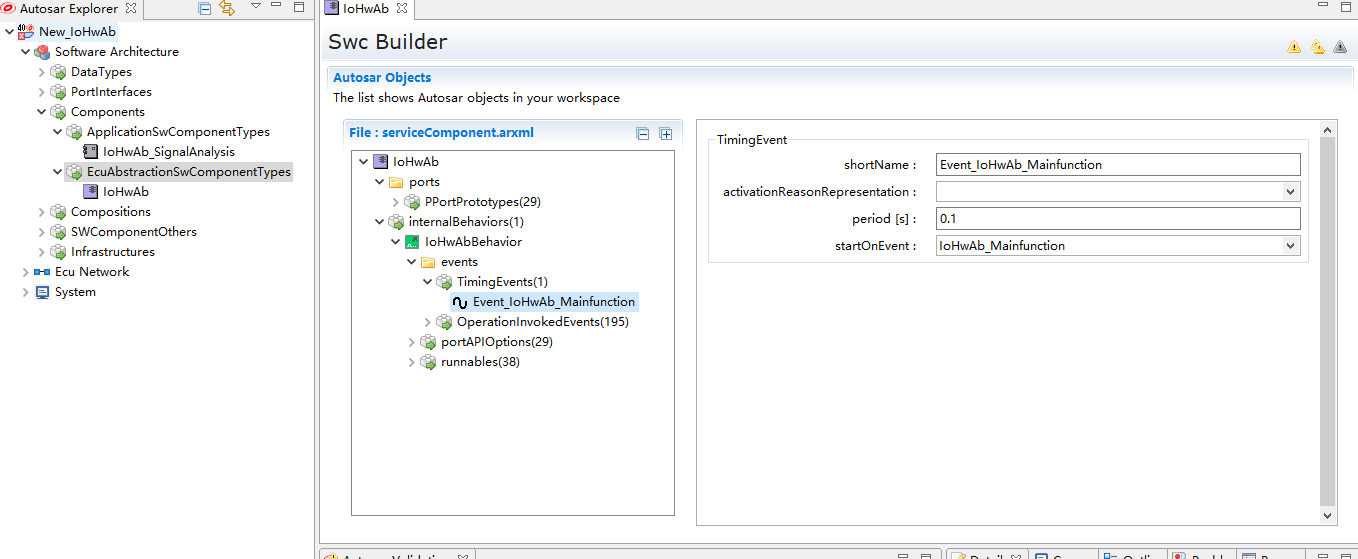 Autosar Explorer
New_IoHwAb
Software Architecture
DataTypes
PortInterfaces
Components
ApplicationSwComponentTypes
IoHwAb_SignalAnalysis
EcuAbstractionSwComponentTypes
IoHwAb
Compositions
SWComponentOthers
Infrastructures
Ecu Network
System
IoHwAb
Swc Builder
Autosar Objects
The list shows Autosar objects in your workspace
File : serviceComponent.arxml
IoHwAb
ports
PPortPrototypes(29)
internalBehaviors(1)
IoHwAbBehavior
events
TimingEvents(1)
Event_IoHwAb_Mainfunction
OperationInvokedEvents(195)
portAPIOptions(29)
runnables(38)
TimingEvent
shortName : Event_IoHwAb_Mainfunction
activationReasonRepresentation :
period [s] : 0.1
startOnEvent : IoHwAb_Mainfunction